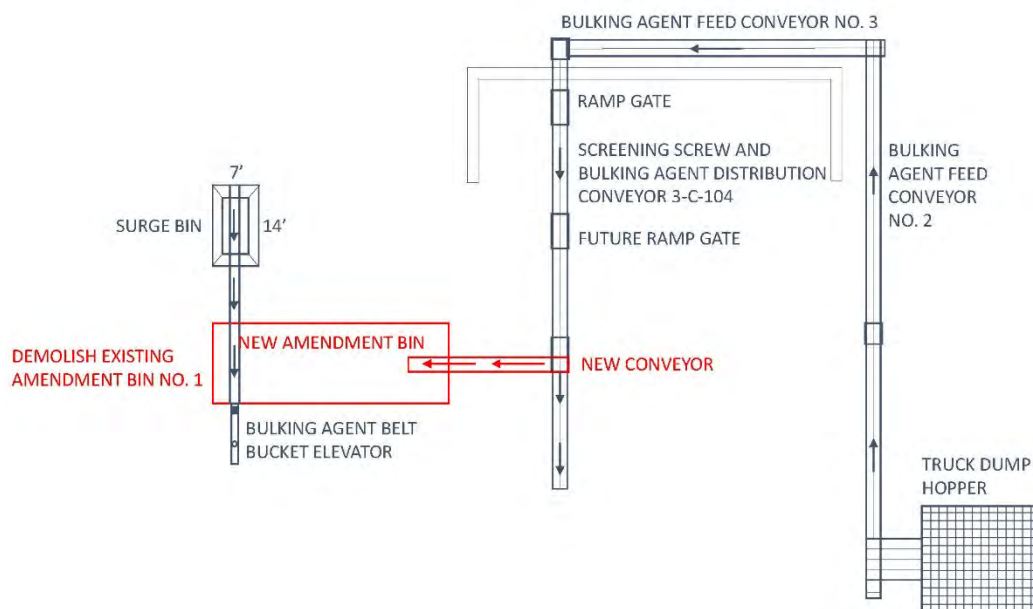 BULKING AGENT FEED CONVEYOR NO. 3
RAMP GATE
SCREENING SCREW AND
BULKING AGENT DISTRIBUTION
CONVEYOR 3-C-104
BULKING
AGENT FEED
CONVEYOR
NO. 2
7'
SURGE BIN
14'
FUTURE RAMP GATE
NEW AMENDMENT BIN
DEMOLISH EXISTING
AMENDMENT BIN NO. 1
NEW CONVEYOR
BULKING AGENT BELT
BUCKET ELEVATOR
TRUCK DUMP
HOPPER